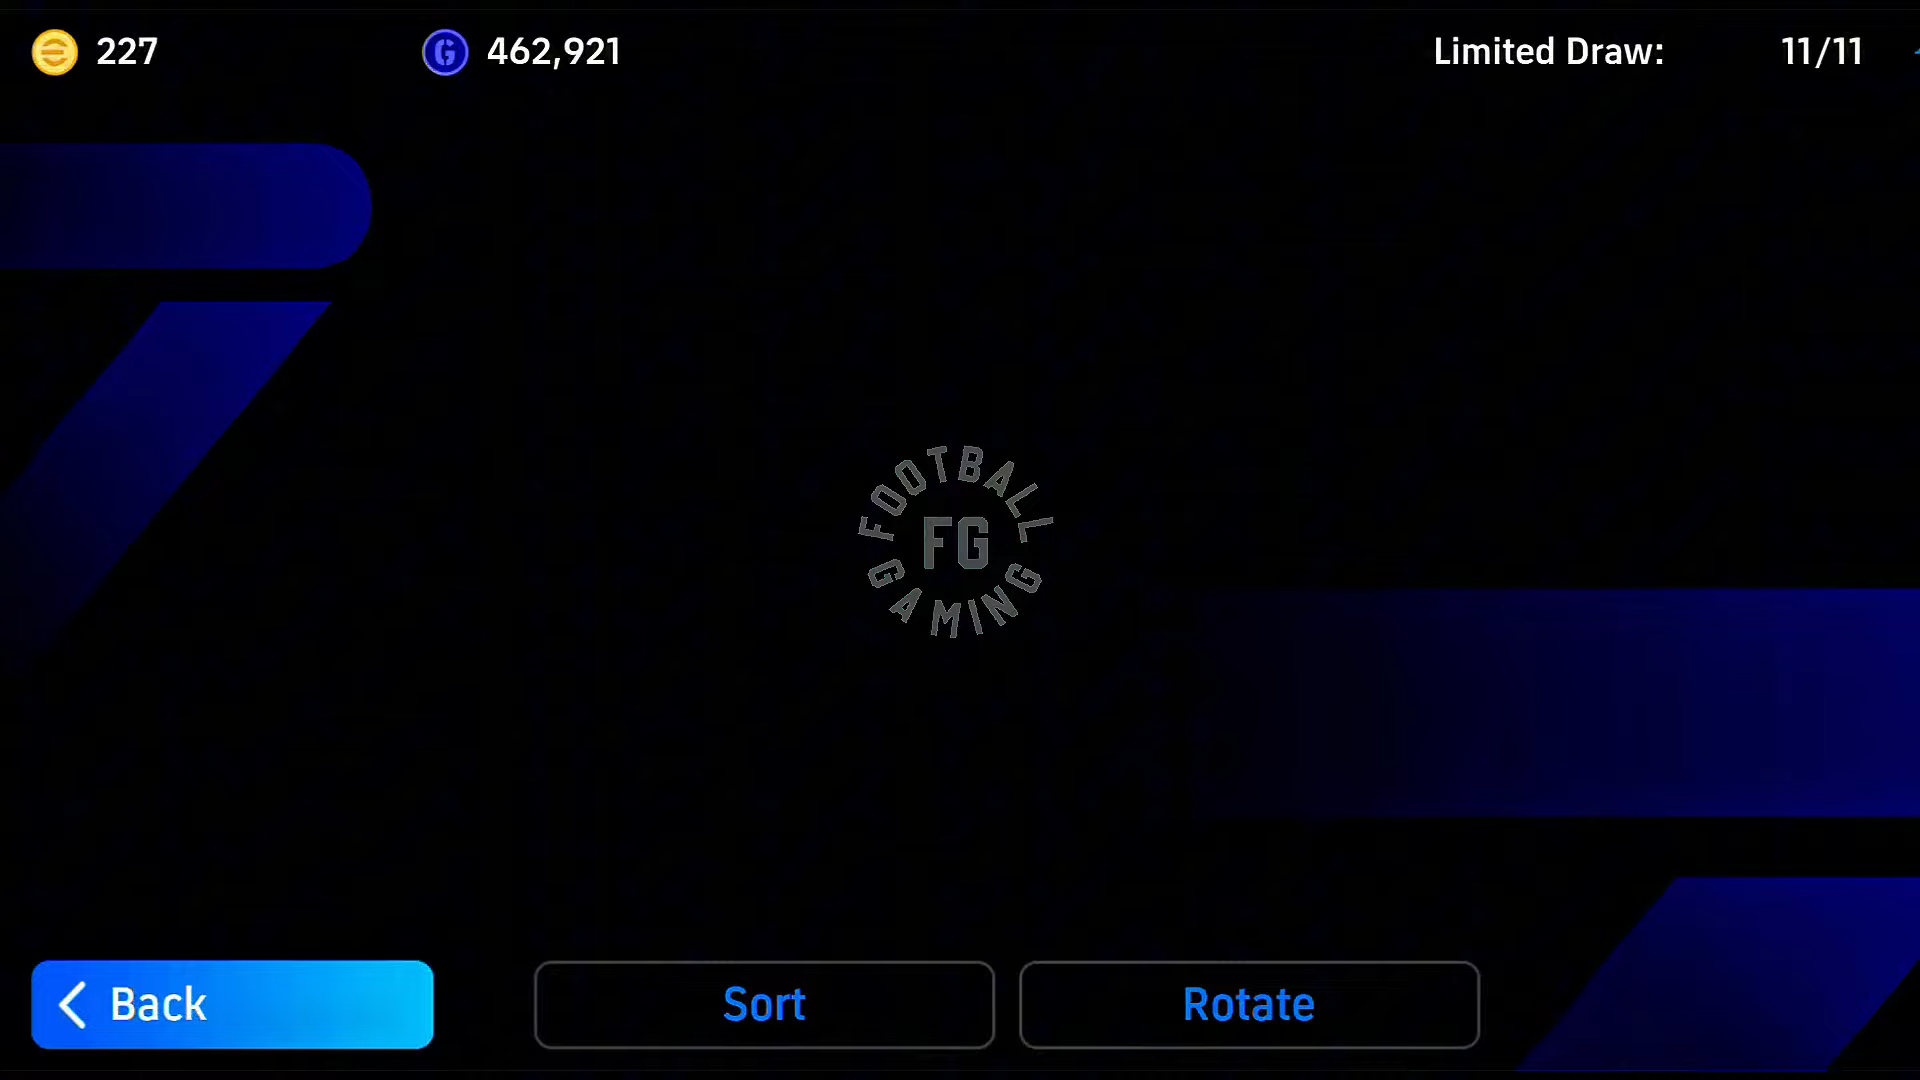 227
462,921
Limited Draw: 11/11
FOOTBALL
FG
GAMING
Back
Sort
Rotate